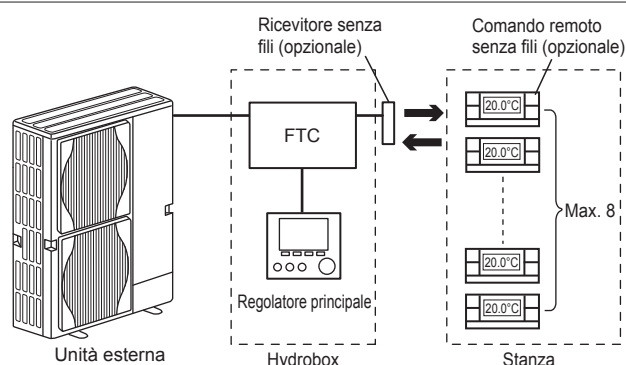 Ricevitore senza
fili (opzionale)
Comando remoto
senza fili (opzionale)
FTC
20.0°C
20.0°C
Max. 8
20.0°C
20.0°C
Regolatore principale
Unità esterna
Hydrobox
Stanza